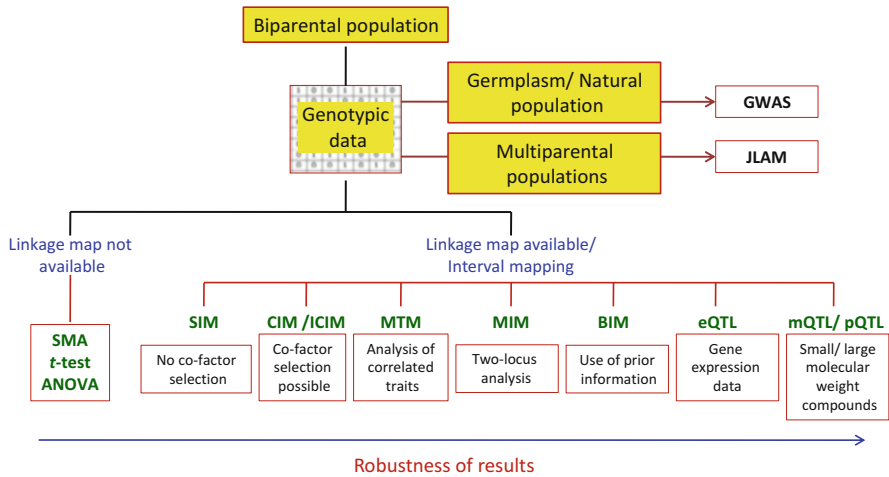 Biparental population
Genotypic
data
Germplasm/ Natural
population
GWAS
Multiparental
populations
JLAM
Linkage map not
available
Linkage map available/
Interval mapping
SMA
t-test
ANOVA
SIM
No co-factor
selection
CIM /ICIM
Co-factor
selection
possible
MTM
Analysis of
correlated
traits
MIM
Two-locus
analysis
BIM
Use of prior
information
eQTL
Gene
expression
data
mQTL/ pQTL
Small/ large
molecular
weight
compounds
Robustness of results